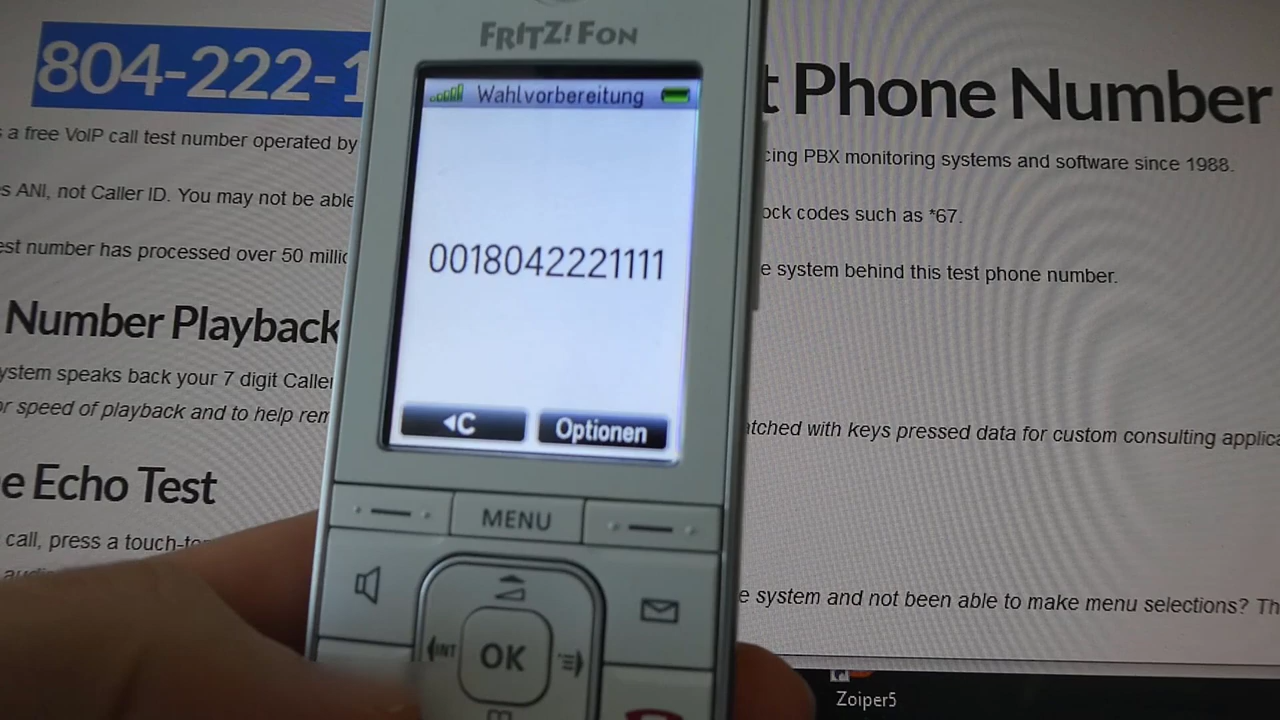 804-222-1
t Phone Number
s a free VoIP call test number operated by
cing PBX monitoring systems and software since 1988.
s ANI, not Caller ID. You may not be able
ock codes such as *67.
est number has processed over 50 millio
e system behind this test phone number.
Number Playback
ystem speaks back your 7 digit Caller
or speed of playback and to help rem
atched with keys pressed data for custom consulting applica
e Echo Test
call, press a touch-to
e system and not been able to make menu selections? Th
Zoiper5
FRITZ!Fon
Wahlvorbereitung
0018042221111
◀C
Optionen
MENU
INT
OK